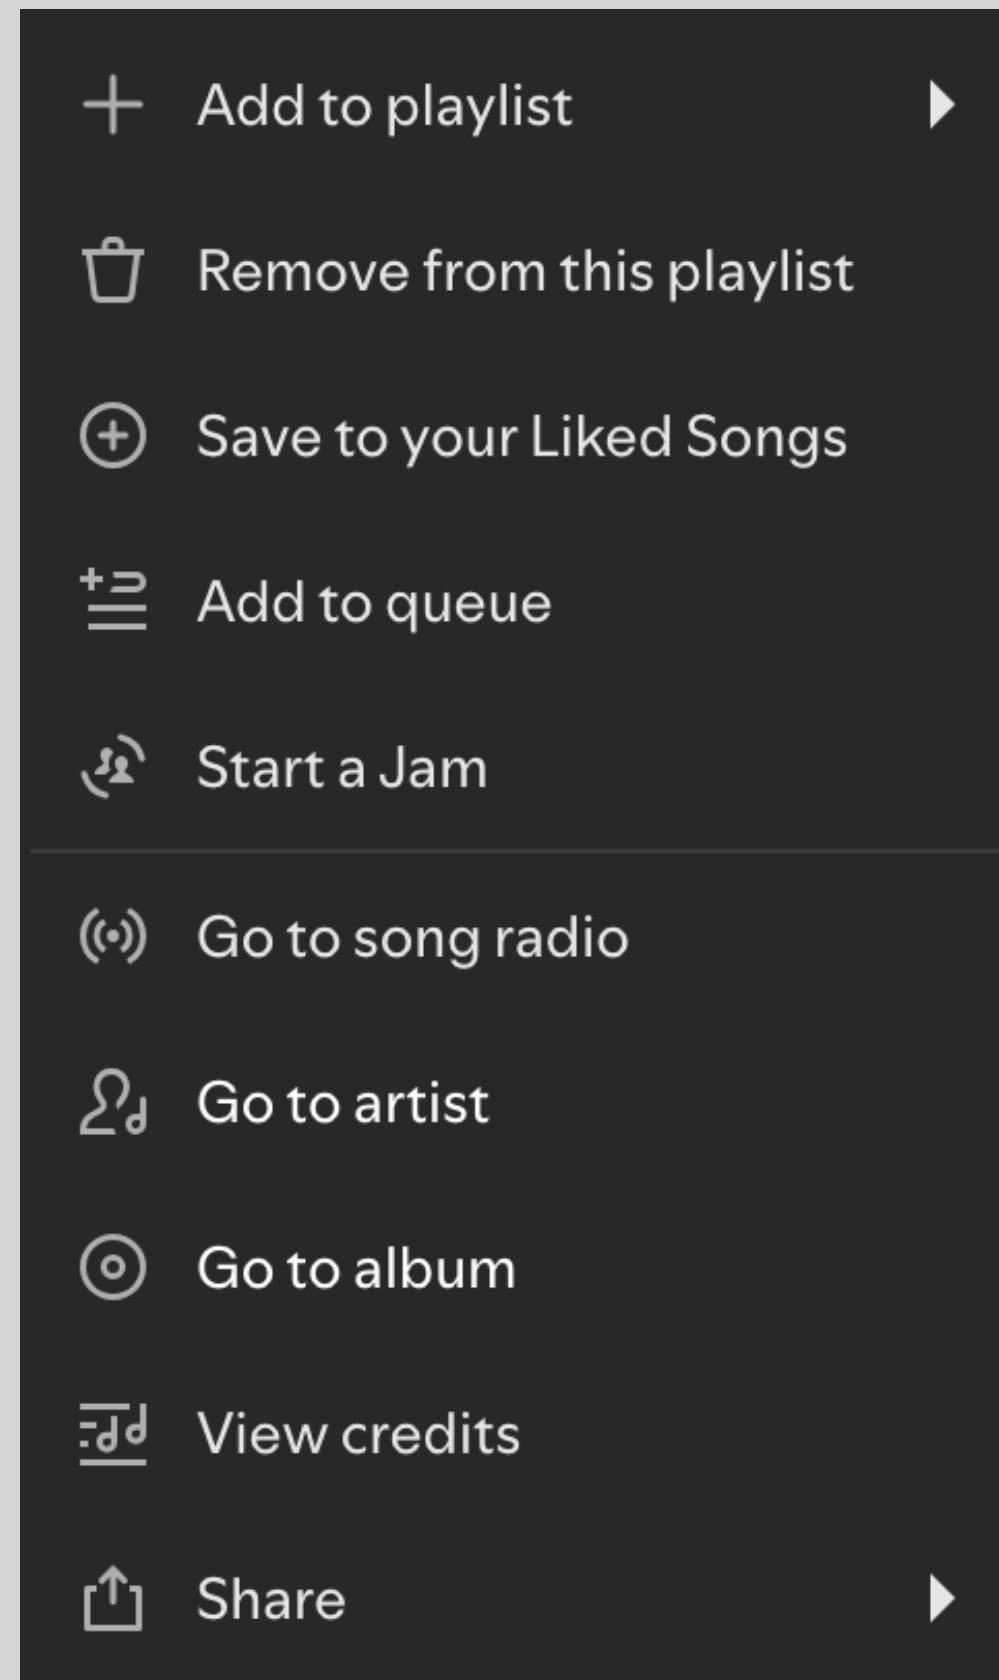 Add to playlist
Remove from this playlist
Save to your Liked Songs
Add to queue
Start a Jam
Go to song radio
Go to artist
Go to album
View credits
Share